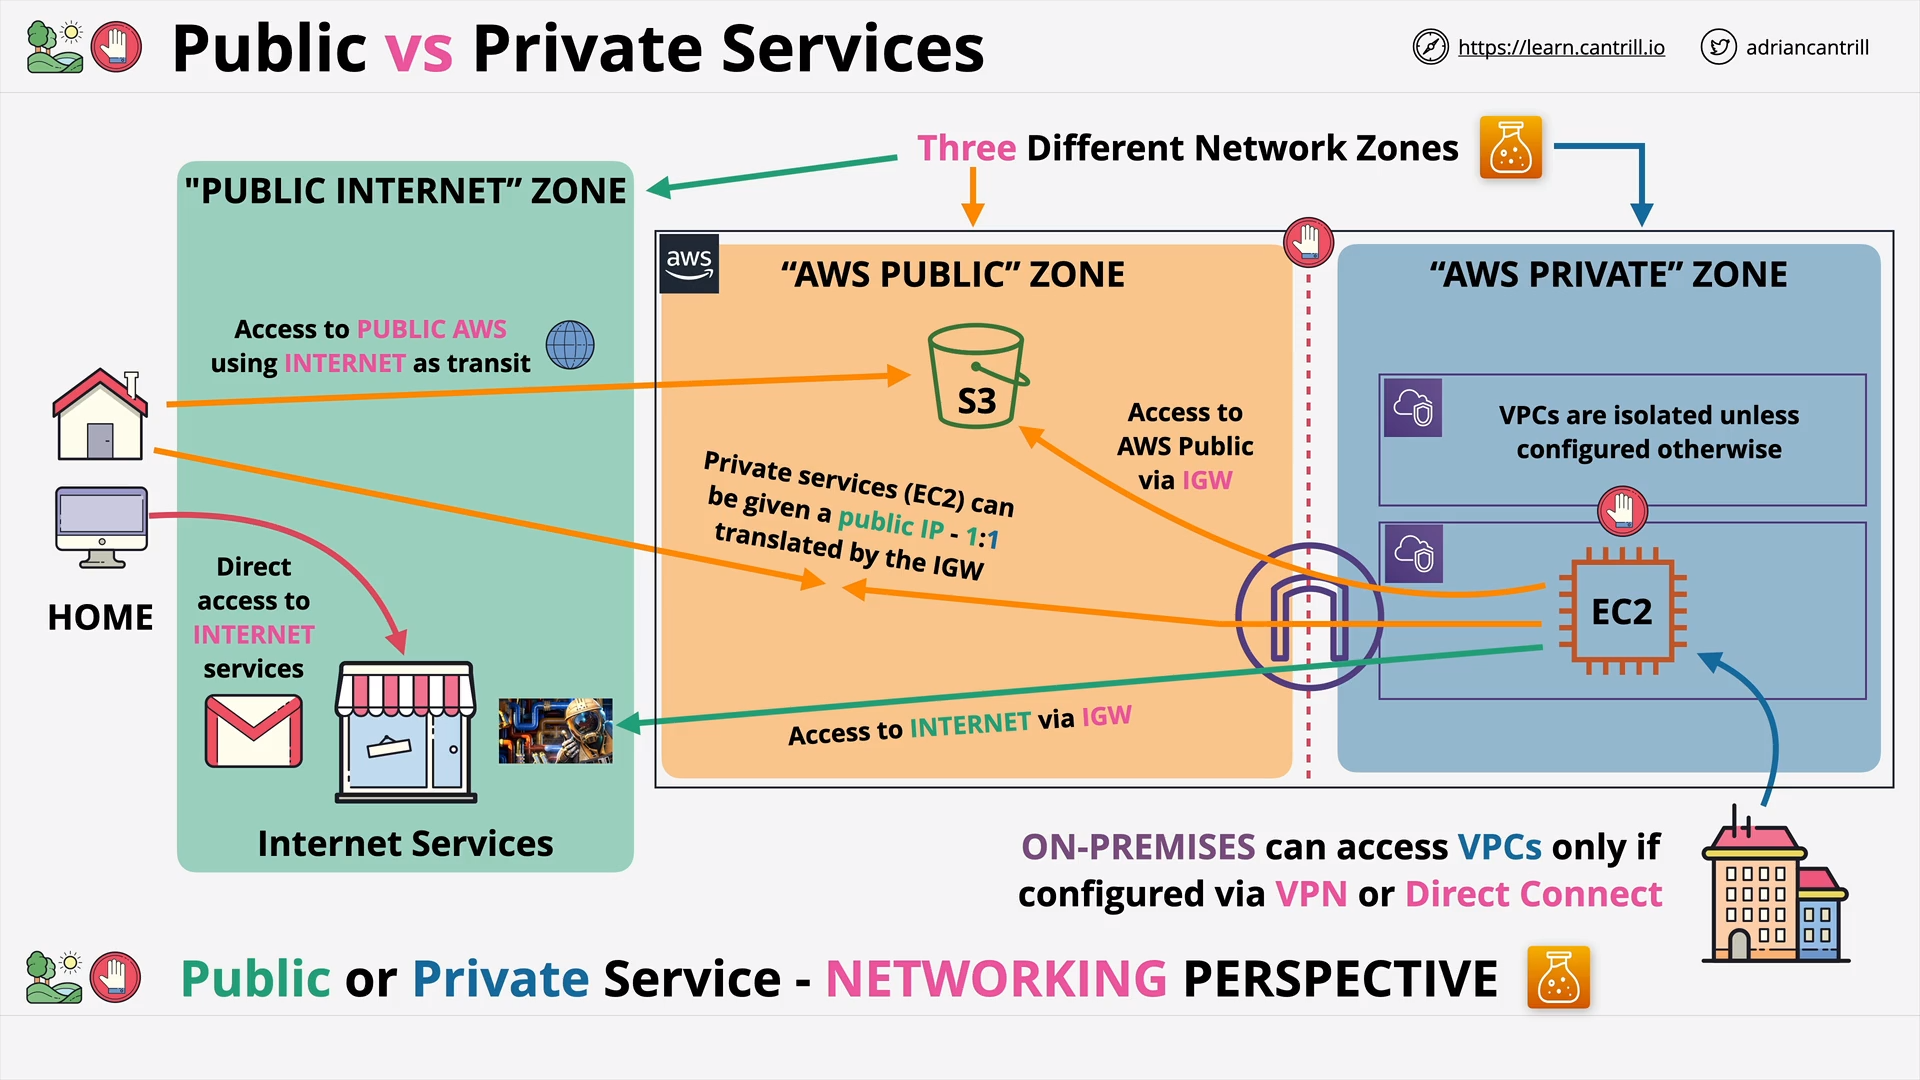 Public vs Private Services
https://learn.cantrill.io
adriancantrill
Three Different Network Zones
"PUBLIC INTERNET” ZONE
aws
“AWS PUBLIC” ZONE
“AWS PRIVATE” ZONE
Access to PUBLIC AWS
using INTERNET as transit
S3
Access to
AWS Public
via IGW
VPCs are isolated unless
configured otherwise
Private services (EC2) can
be given a public IP - 1:1
translated by the IGW
HOME
Direct
access to
INTERNET
services
EC2
Access to INTERNET via IGW
Internet Services
ON-PREMISES can access VPCs only if
configured via VPN or Direct Connect
Public or Private Service - NETWORKING PERSPECTIVE